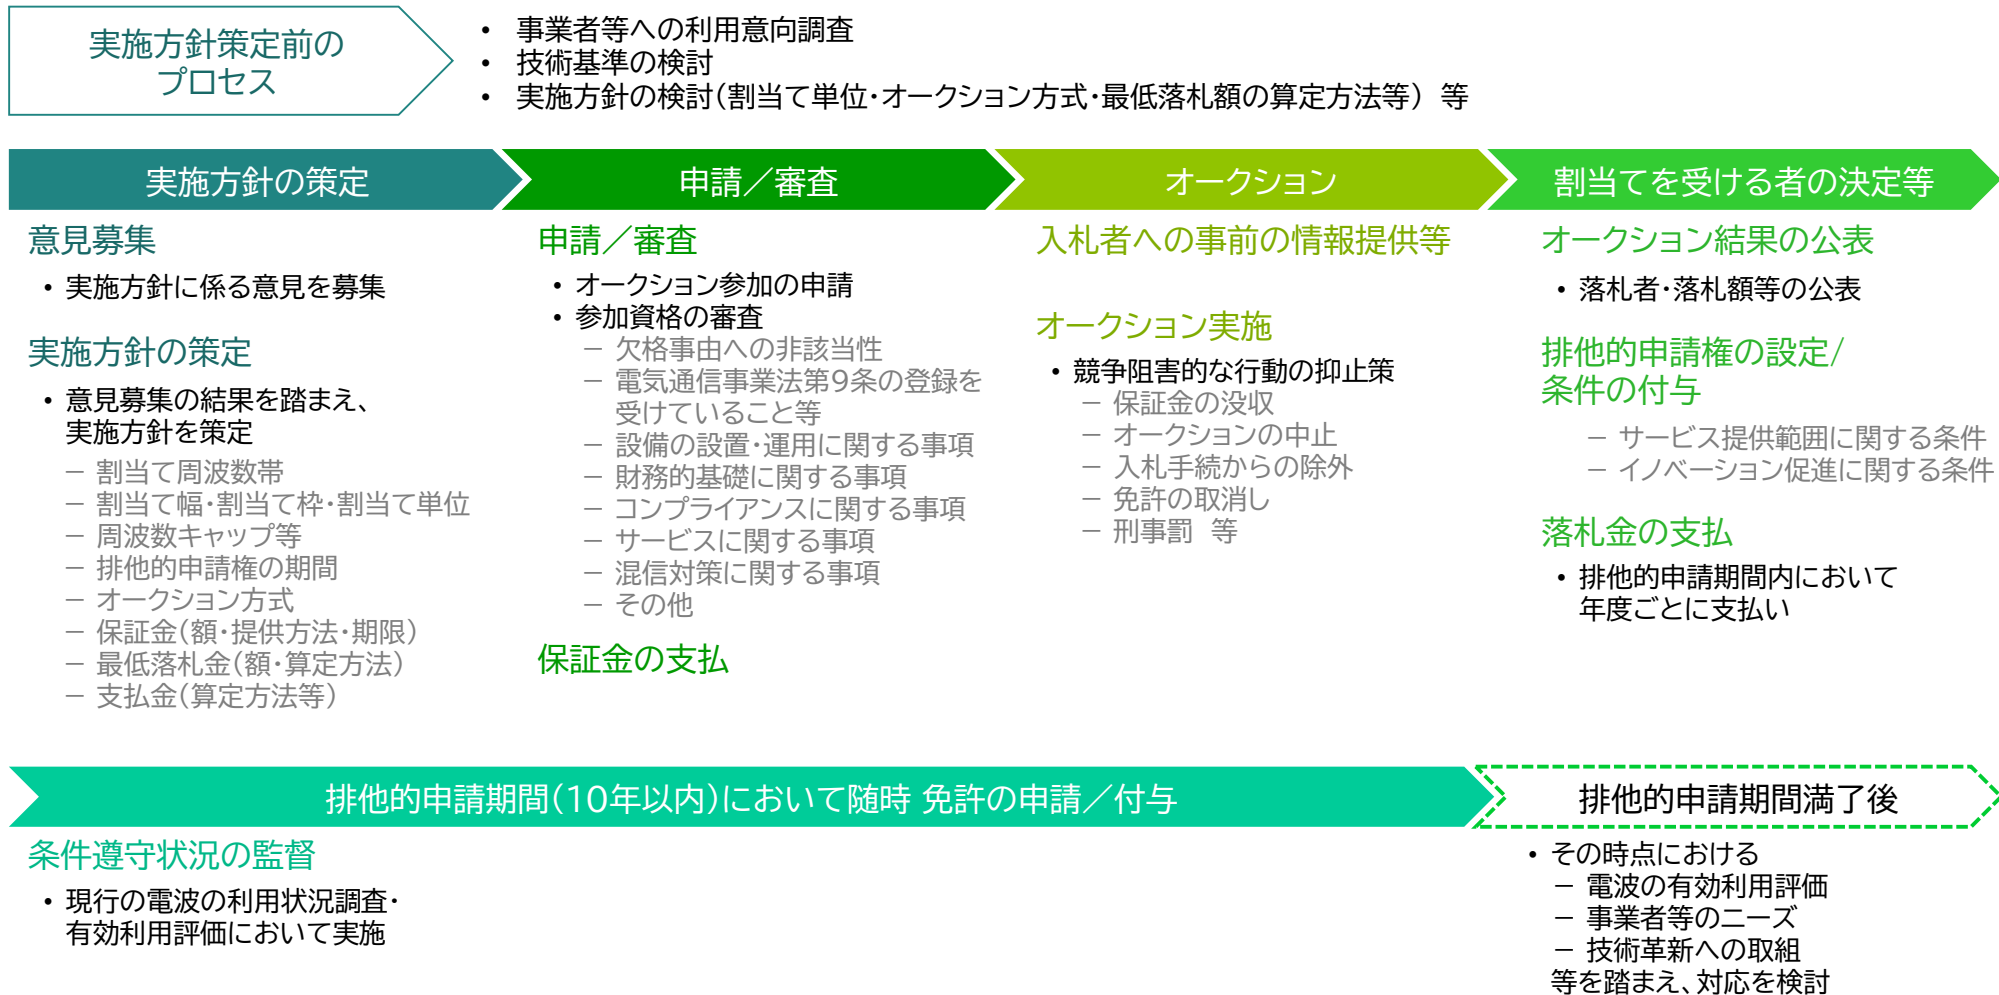 実施方針策定前の
プロセス
• 事業者等への利用意向調査
• 技術基準の検討
• 実施方針の検討(割当て単位・オークション方式・最低落札額の算定方法等) 等
実施方針の策定
意見募集
• 実施方針に係る意見を募集
実施方針の策定
• 意見募集の結果を踏まえ、
実施方針を策定
― 割当て周波数帯
― 割当て幅・割当て枠・割当て単位
― 周波数キャップ等
― 排他的申請権の期間
― オークション方式
― 保証金(額・提供方法・期限)
― 最低落札金(額・算定方法)
― 支払金(算定方法等)
申請／審査
申請／審査
• オークション参加の申請
• 参加資格の審査
― 欠格事由への非該当性
― 電気通信事業法第9条の登録を
受けていること等
― 設備の設置・運用に関する事項
― 財務的基礎に関する事項
― コンプライアンスに関する事項
― サービスに関する事項
― 混信対策に関する事項
― その他
保証金の支払
オークション
入札者への事前の情報提供等
オークション実施
• 競争阻害的な行動の抑止策
― 保証金の没収
― オークションの中止
― 入札手続からの除外
― 免許の取消し
― 刑事罰 等
割当てを受ける者の決定等
オークション結果の公表
• 落札者・落札額等の公表
排他的申請権の設定/
条件の付与
― サービス提供範囲に関する条件
― イノベーション促進に関する条件
落札金の支払
• 排他的申請期間内において
年度ごとに支払い
排他的申請期間(10年以内)において随時 免許の申請／付与
条件遵守状況の監督
• 現行の電波の利用状況調査・
有効利用評価において実施
排他的申請期間満了後
• その時点における
― 電波の有効利用評価
― 事業者等のニーズ
― 技術革新への取組
等を踏まえ、対応を検討